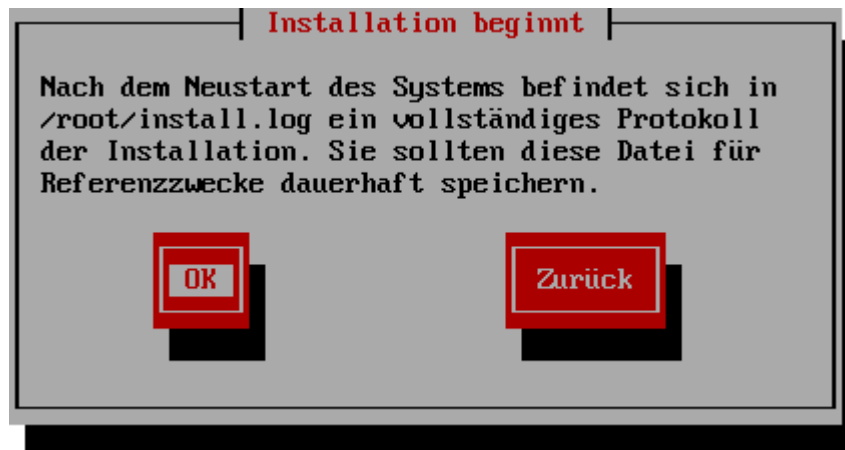 Installation beginnt
Nach dem Neustart des Systems befindet sich in
/root/install.log ein vollständiges Protokoll
der Installation. Sie sollten diese Datei für
Referenzzwecke dauerhaft speichern.
OK
Zurück